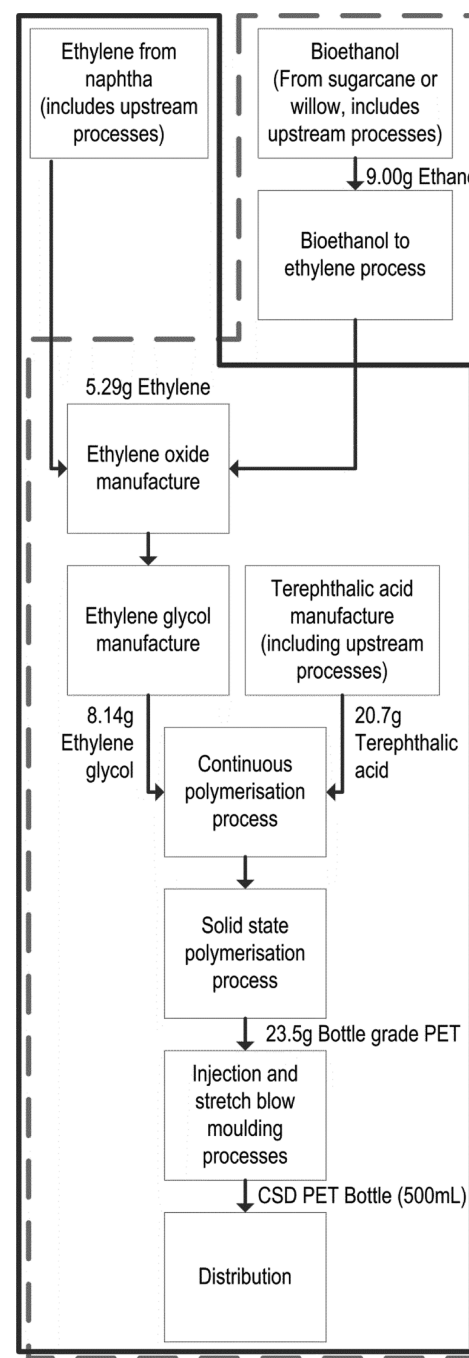 Ethylene from
naphtha
(includes upstream
processes)
Bioethanol
(From sugarcane or
willow, includes
upstream processes)
9.00g Ethano
Bioethanol to
ethylene process
5.29g Ethylene
Ethylene oxide
manufacture
Ethylene glycol
manufacture
Terephthalic acid
manufacture
(including upstream
processes)
8.14g
Ethylene
glycol
20.7g
Terephthalic
acid
Continuous
polymerisation
process
Solid state
polymerisation
process
23.5g Bottle grade PET
Injection and
stretch blow
moulding
processes
CSD PET Bottle (500mL)
Distribution